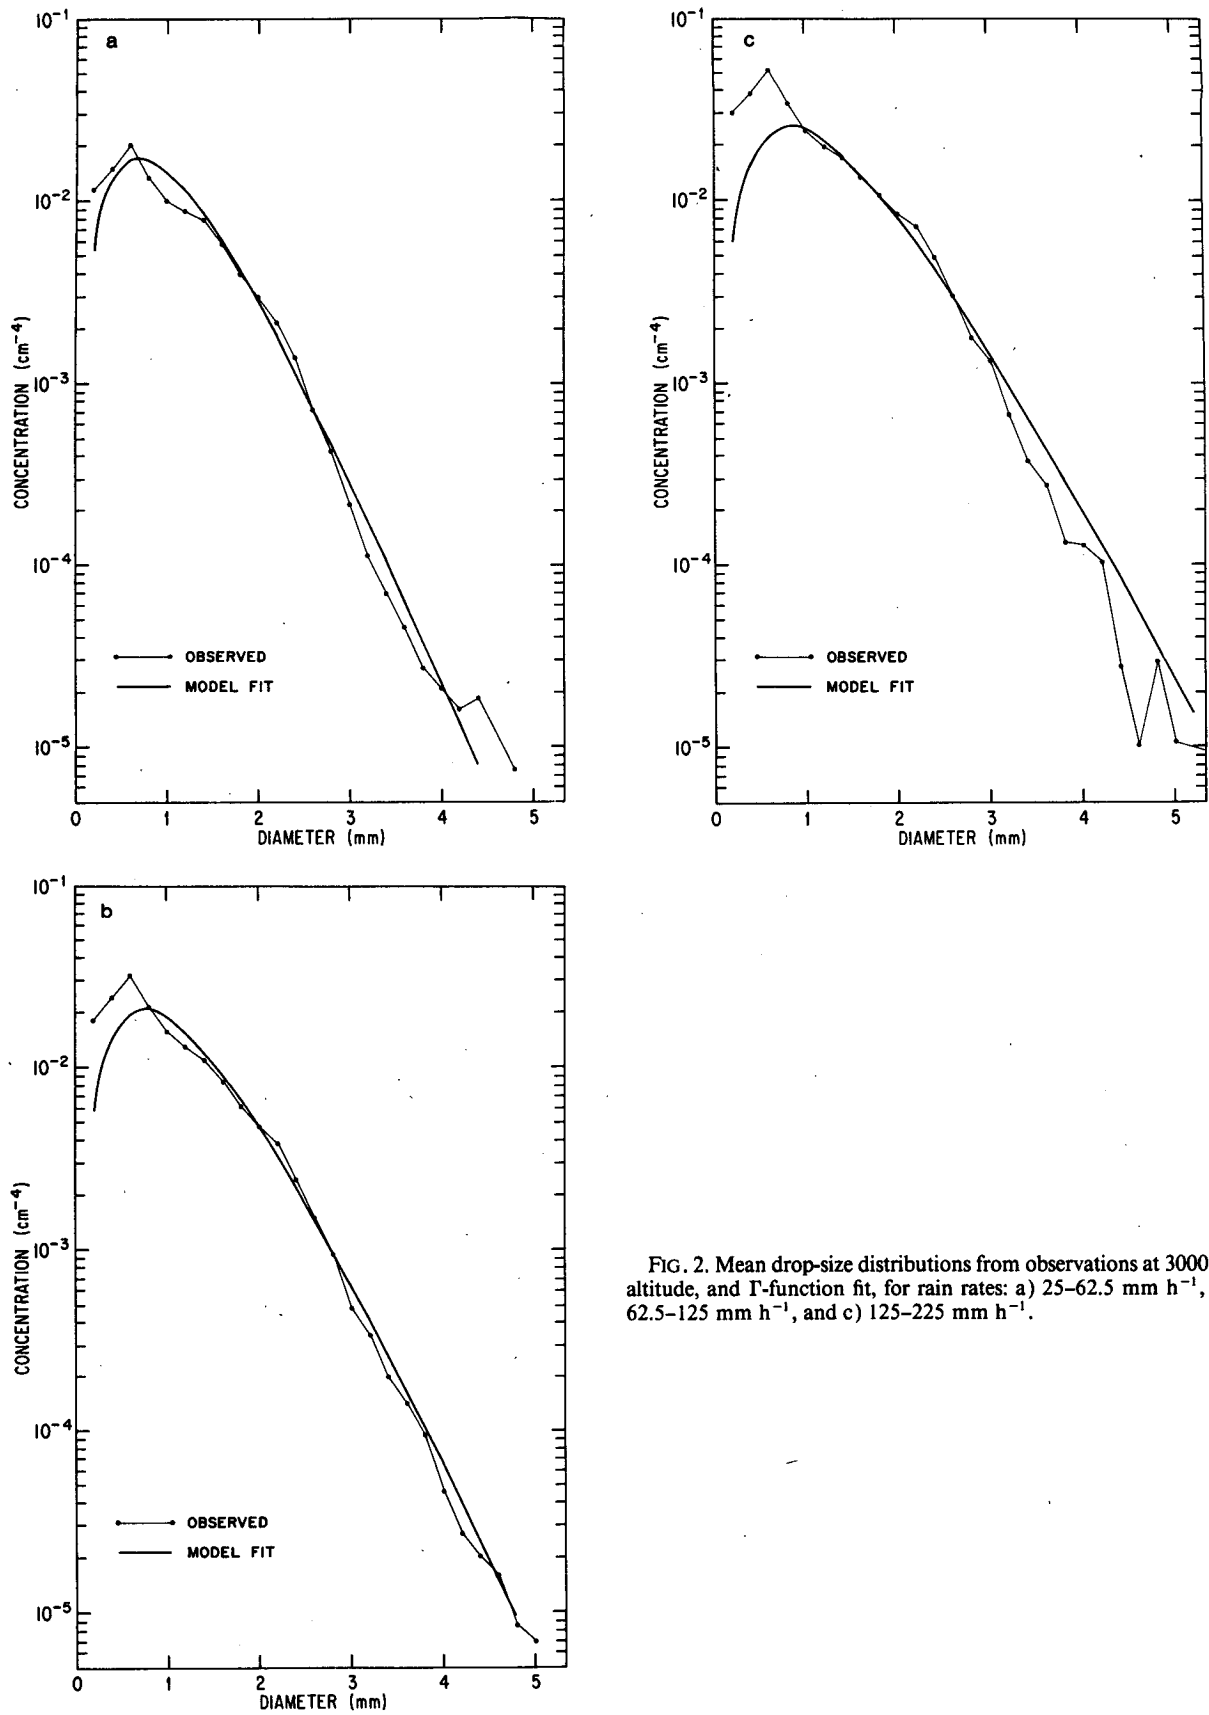 a
10⁻¹
10⁻²
10⁻³
10⁻⁴
10⁻⁵
CONCENTRATION (cm⁻⁴)
OBSERVED
MODEL FIT
0 1 2 3 4 5
DIAMETER (mm)
c
10⁻¹
10⁻²
10⁻³
10⁻⁴
10⁻⁵
CONCENTRATION (cm⁻⁴)
OBSERVED
MODEL FIT
0 1 2 3 4 5
DIAMETER (mm)
b
10⁻¹
10⁻²
10⁻³
10⁻⁴
10⁻⁵
CONCENTRATION (cm⁻⁴)
OBSERVED
MODEL FIT
0 1 2 3 4 5
DIAMETER (mm)
FIG. 2. Mean drop-size distributions from observations at 3000
altitude, and Γ-function fit, for rain rates: a) 25–62.5 mm h⁻¹,
62.5–125 mm h⁻¹, and c) 125–225 mm h⁻¹.